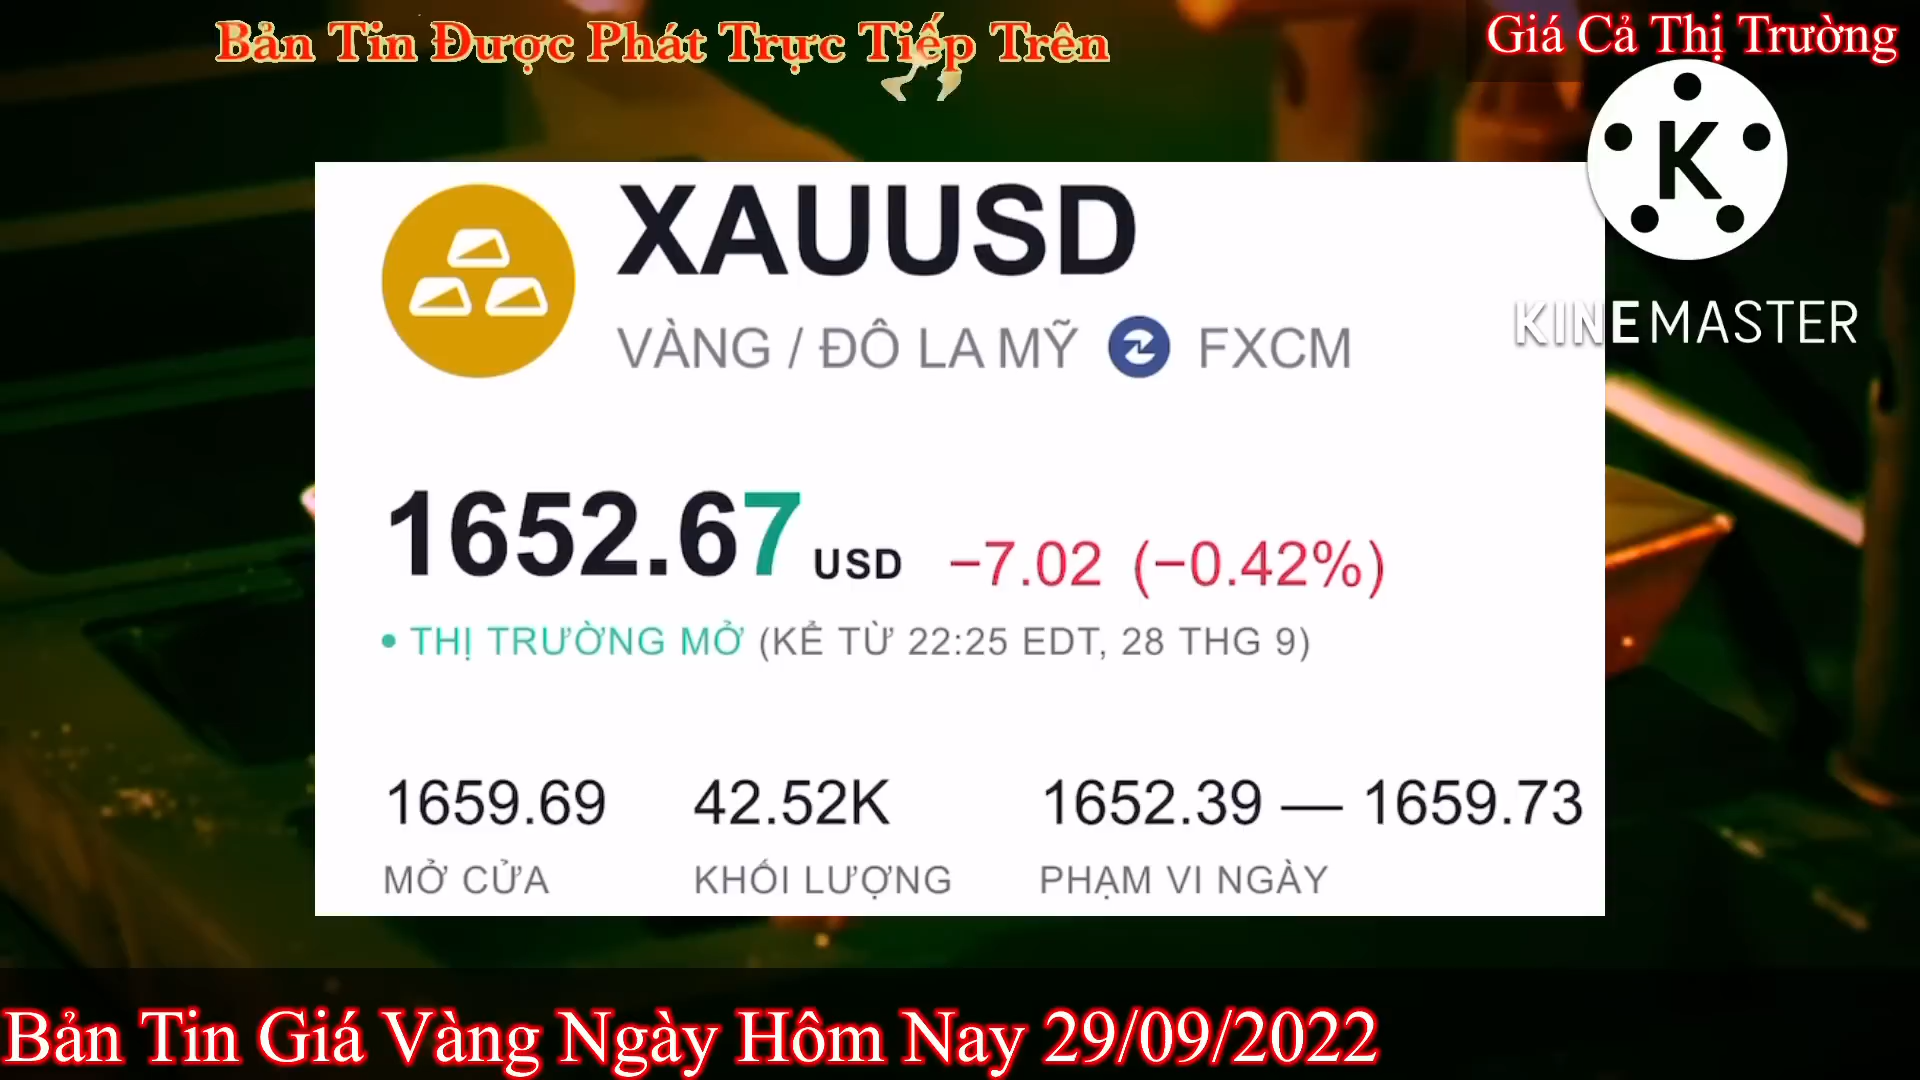 Bản Tin Được Phát Trực Tiếp Trên
Giá Cả Thị Trường
K
KINEMASTER
XAUUSD
VÀNG / ĐÔ LA MỸ FXCM
1652.67 USD −7.02 (−0.42%)
• THỊ TRƯỜNG MỞ (KỂ TỪ 22:25 EDT, 28 THG 9)
1659.69 42.52K 1652.39 — 1659.73
MỞ CỬA KHỐI LƯỢNG PHẠM VI NGÀY
Bản Tin Giá Vàng Ngày Hôm Nay 29/09/2022